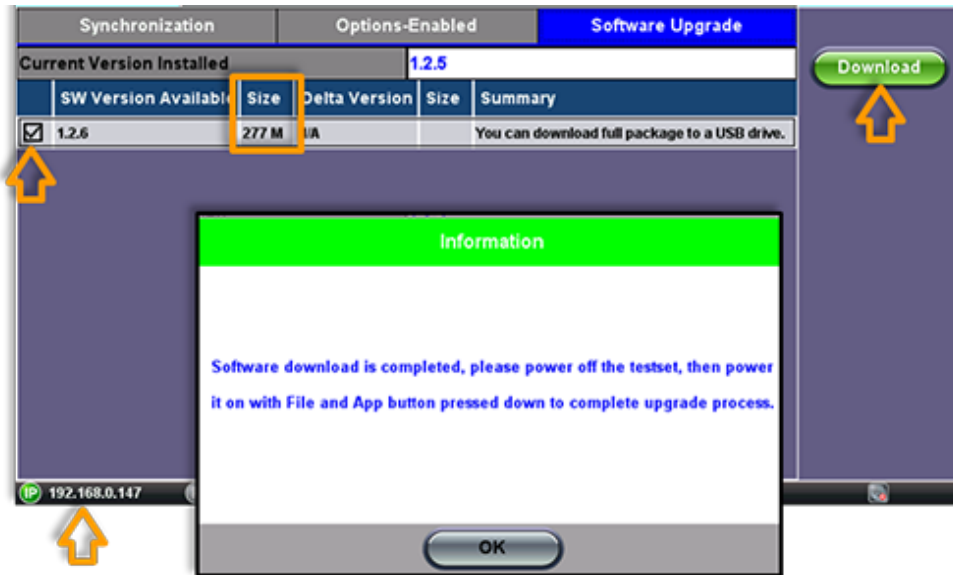 Synchronization Options-Enabled Software Upgrade
Current Version Installed 1.2.5
Download
SW Version Available Size Delta Version Size Summary
1.2.6 277 M You can download full package to a USB drive.
Information
Software download is completed, please power off the testset, then power
it on with File and App button pressed down to complete upgrade process.
IP 192.168.0.147
OK